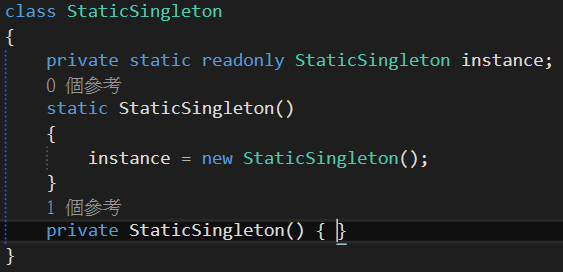 class StaticSingleton
{
private static readonly StaticSingleton instance;
0 個參考
static StaticSingleton()
{
instance = new StaticSingleton();
}
1 個參考
private StaticSingleton() { }
}